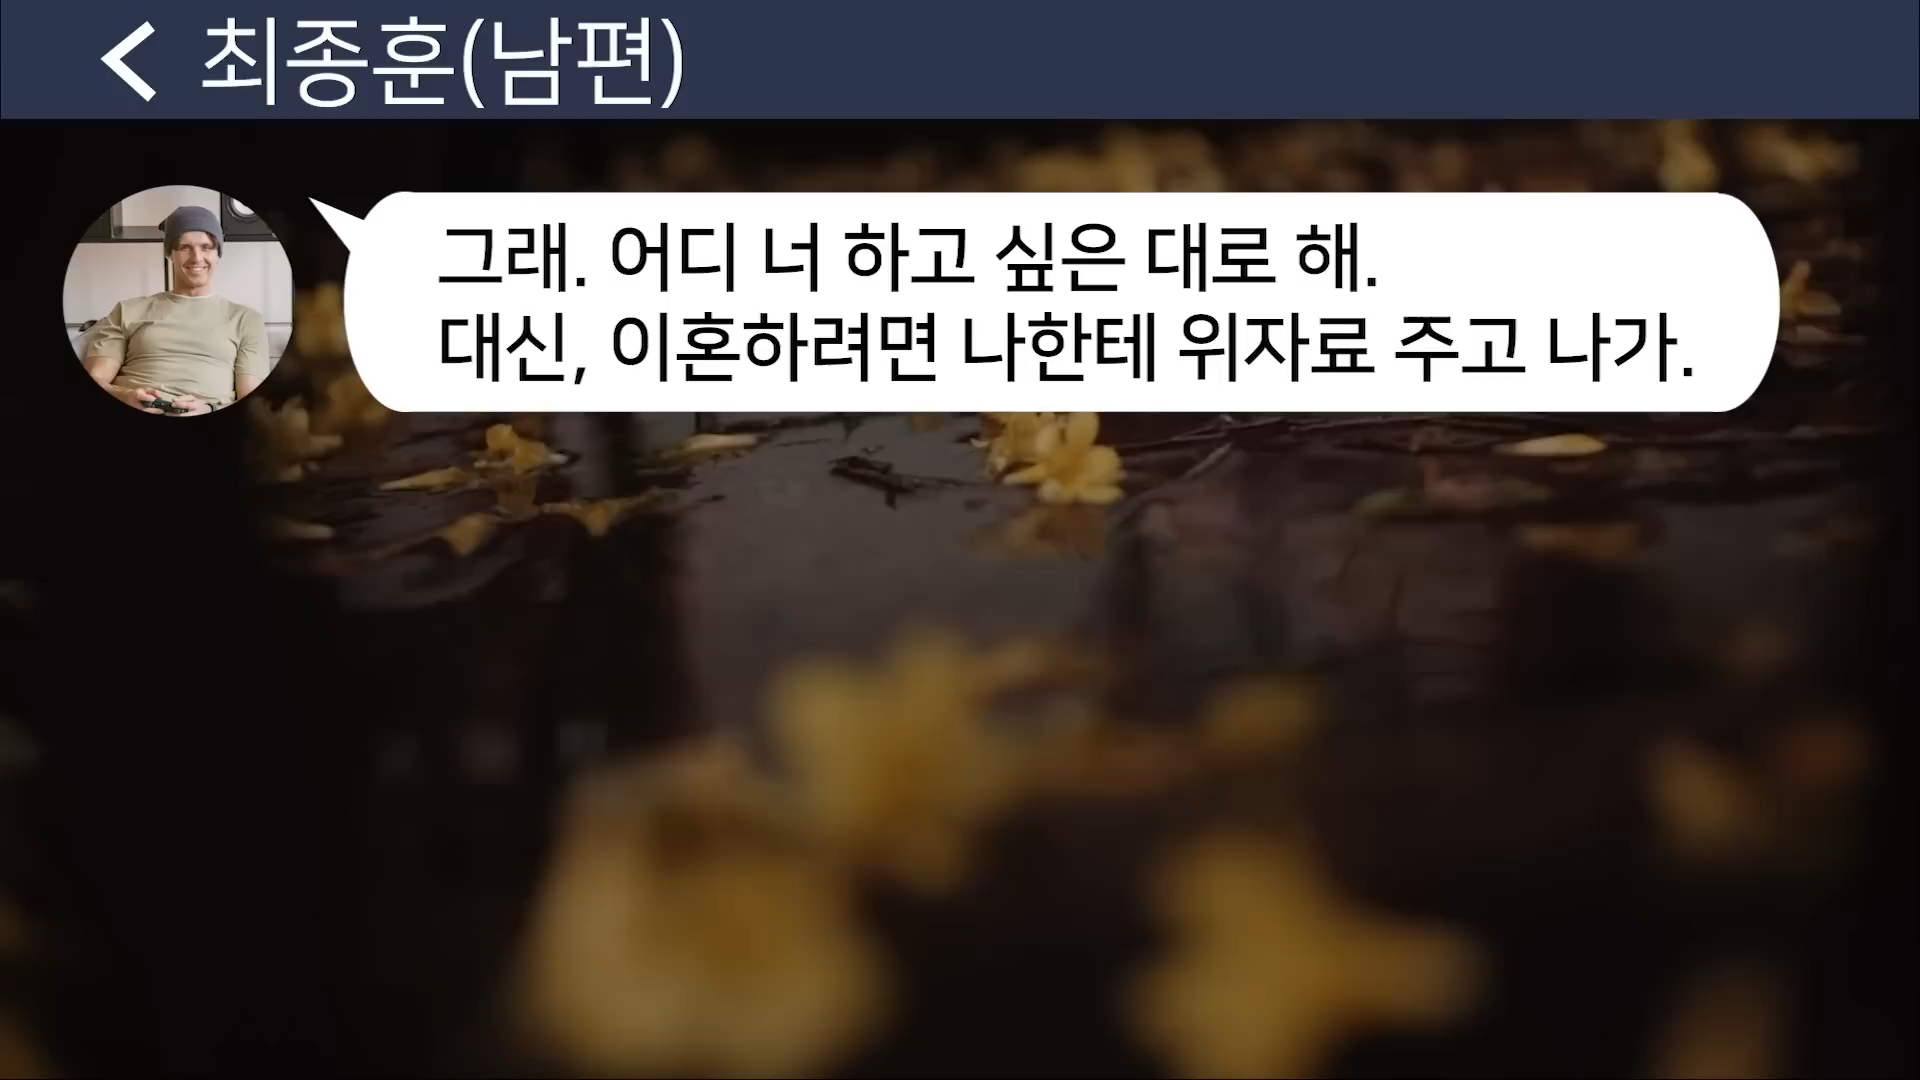 최종훈(남편)
그래. 어디 너 하고 싶은 대로 해.
대신, 이혼하려면 나한테 위자료 주고 나가.